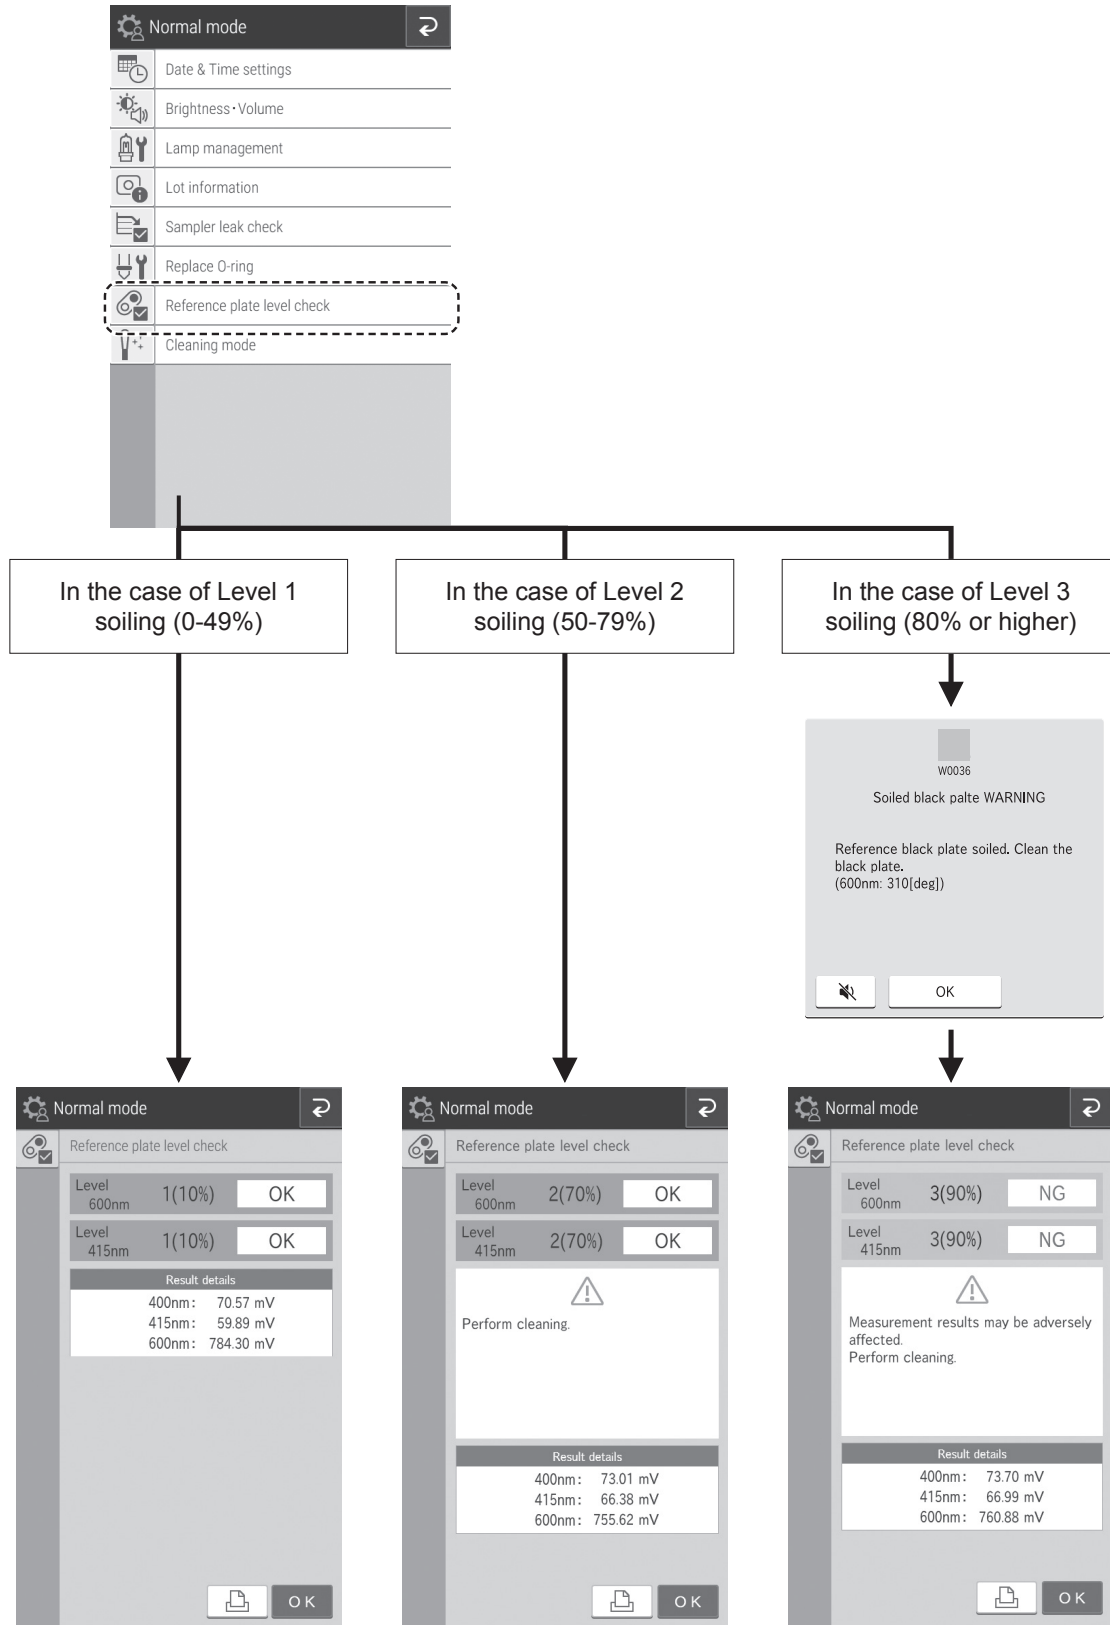 Normal mode
Date & Time settings
Brightness・Volume
Lamp management
Lot information
Sampler leak check
Replace O-ring
Reference plate level check
Cleaning mode
In the case of Level 1
soiling (0-49%)
In the case of Level 2
soiling (50-79%)
In the case of Level 3
soiling (80% or higher)
W0036
Soiled black palte WARNING
Reference black plate soiled. Clean the
black plate.
(600nm: 310[deg])
OK
Normal mode
Reference plate level check
Level
600nm 1(10%) OK
Level
415nm 1(10%) OK
Result details
400nm: 70.57 mV
415nm: 59.89 mV
600nm: 784.30 mV
OK
Normal mode
Reference plate level check
Level
600nm 2(70%) OK
Level
415nm 2(70%) OK
Perform cleaning.
Result details
400nm: 73.01 mV
415nm: 66.38 mV
600nm: 755.62 mV
OK
Normal mode
Reference plate level check
Level
600nm 3(90%) NG
Level
415nm 3(90%) NG
Measurement results may be adversely
affected.
Perform cleaning.
Result details
400nm: 73.70 mV
415nm: 66.99 mV
600nm: 760.88 mV
OK